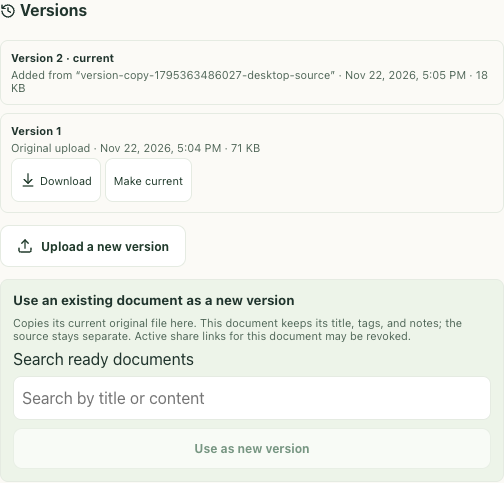 Versions
Version 2 · current
Added from “version-copy-1795363486027-desktop-source” · Nov 22, 2026, 5:05 PM · 18
KB
Version 1
Original upload · Nov 22, 2026, 5:04 PM · 71 KB
Download
Make current
Upload a new version
Use an existing document as a new version
Copies its current original file here. This document keeps its title, tags, and notes; the
source stays separate. Active share links for this document may be revoked.
Search ready documents
Search by title or content
Use as new version